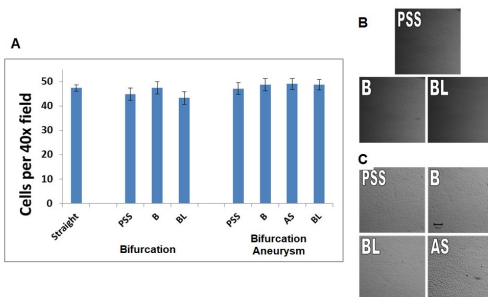 A
Cells per 40x field
50
40
30
20
10
0
Straight
PSS
B
BL
PSS
B
AS
BL
Bifurcation
Bifurcation
Aneurysm
B
PSS
B
BL
C
PSS
B
BL
AS